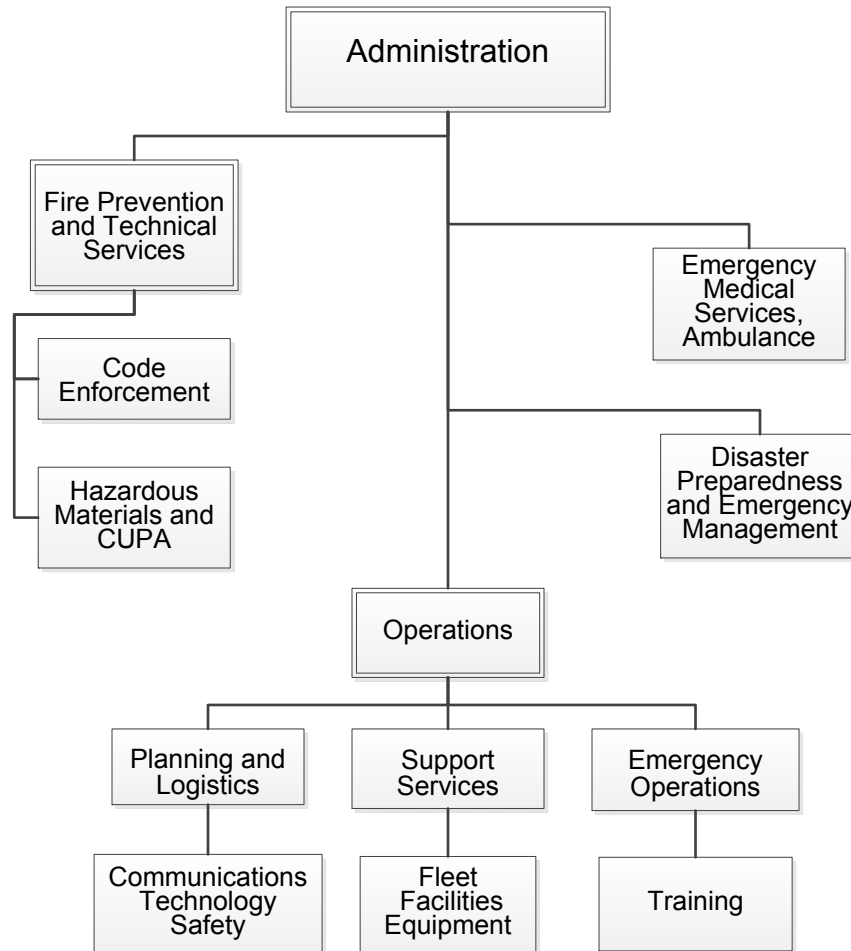 Administration
Fire Prevention
and Technical
Services
Emergency
Medical
Services,
Ambulance
Code
Enforcement
Disaster
Preparedness
and Emergency
Management
Hazardous
Materials and
CUPA
Operations
Planning and
Logistics
Support
Services
Emergency
Operations
Communications
Technology
Safety
Fleet
Facilities
Equipment
Training